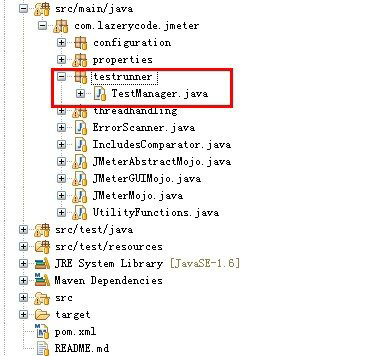 src/main/java
com.lazerycode.jmeter
configuration
properties
testrunner
TestManager.java
threadhandling
ErrorScanner.java
IncludesComparator.java
JMeterAbstractMojo.java
JMeterGUIMojo.java
JMeterMojo.java
UtilityFunctions.java
src/test/java
src/test/resources
JRE System Library [JavaSE-1.6]
Maven Dependencies
src
target
pom.xml
README.md